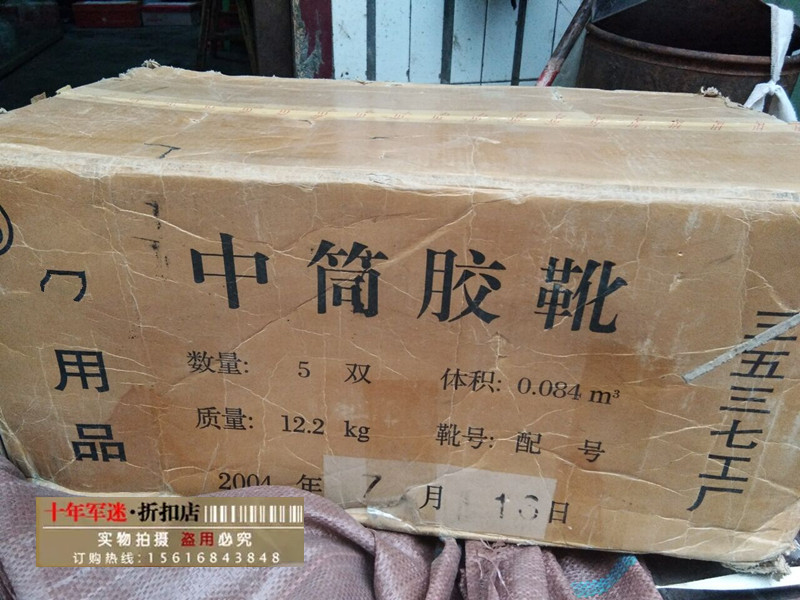 中筒胶靴
数量: 5 双 体积: 0.084 m³
质量: 12.2 kg 靴号: 配 号
2004 年 7 月 16 日
用品
三五三七工厂
十年军迷·折扣店
实物拍摄 盗用必究
订购热线:15616843848